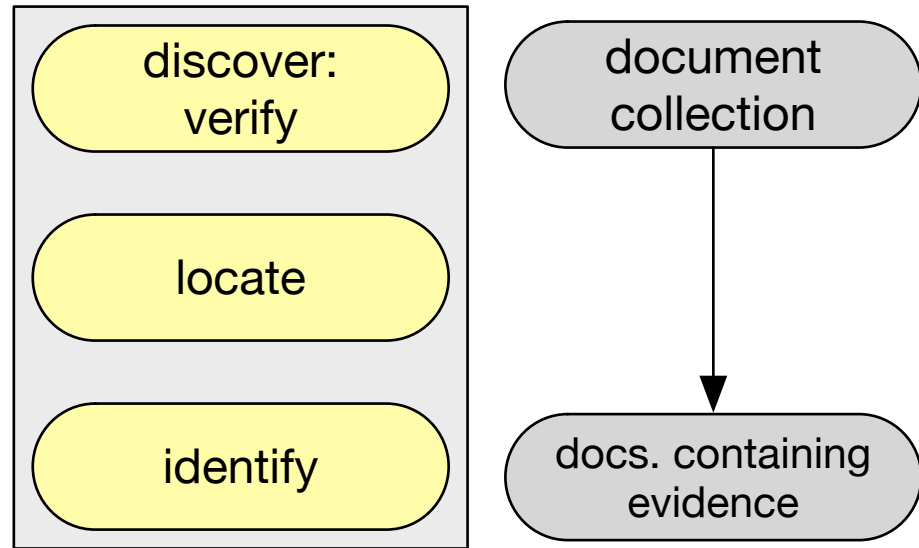 discover:
verify
locate
identify
document
collection
docs. containing
evidence